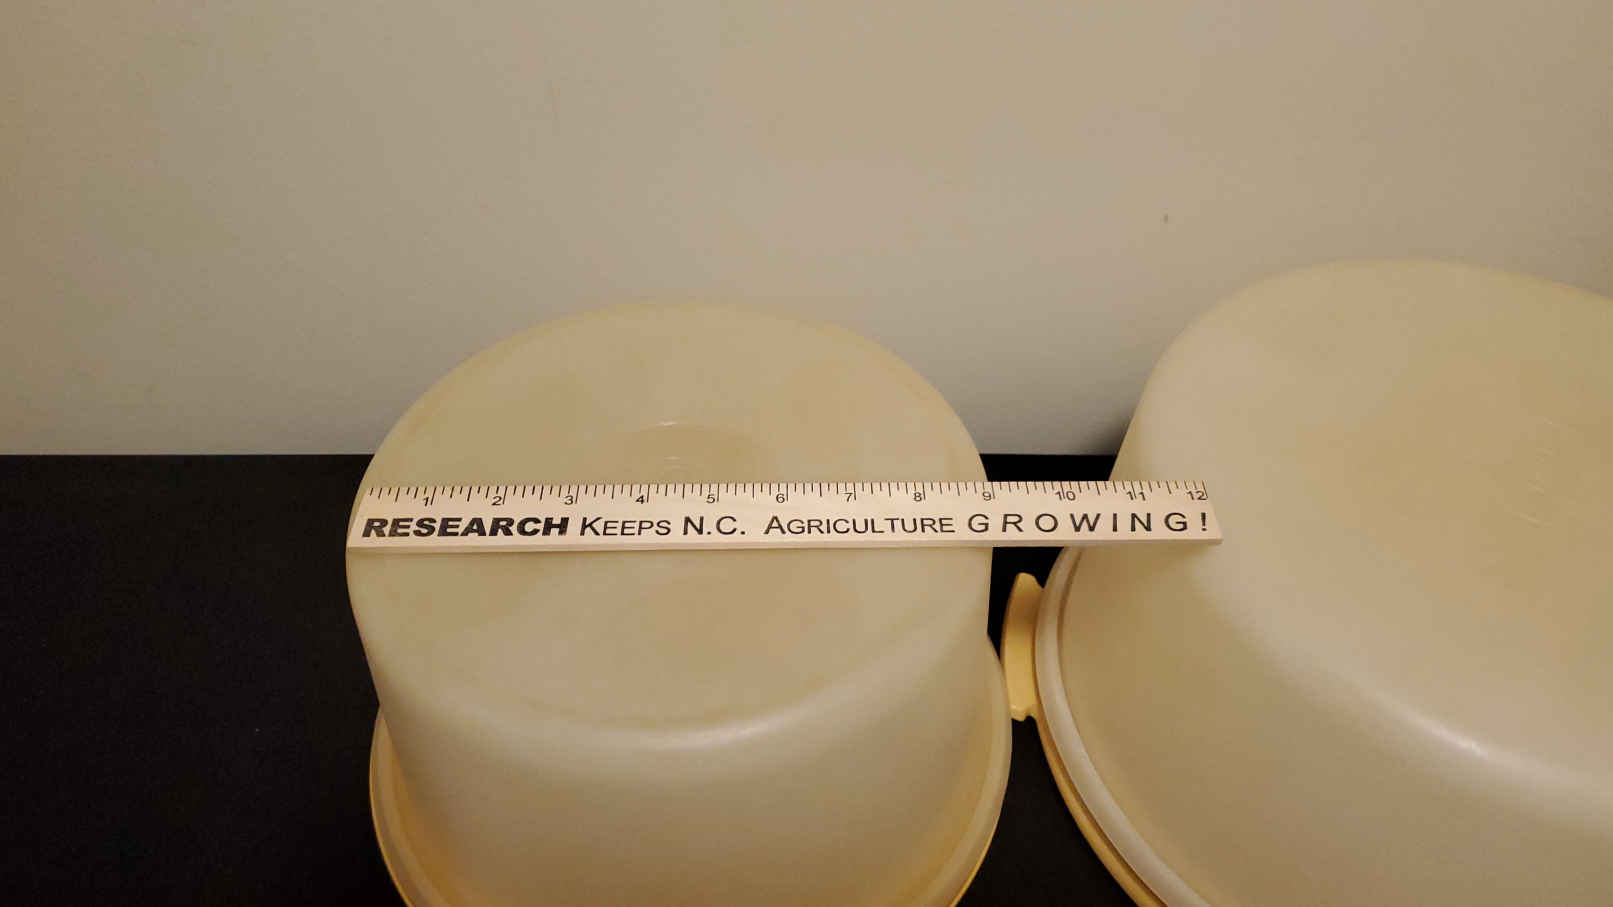 1 2 3 4 5 6 7 8 9 10 11 12
RESEARCH KEEPS N.C. AGRICULTURE GROWING!